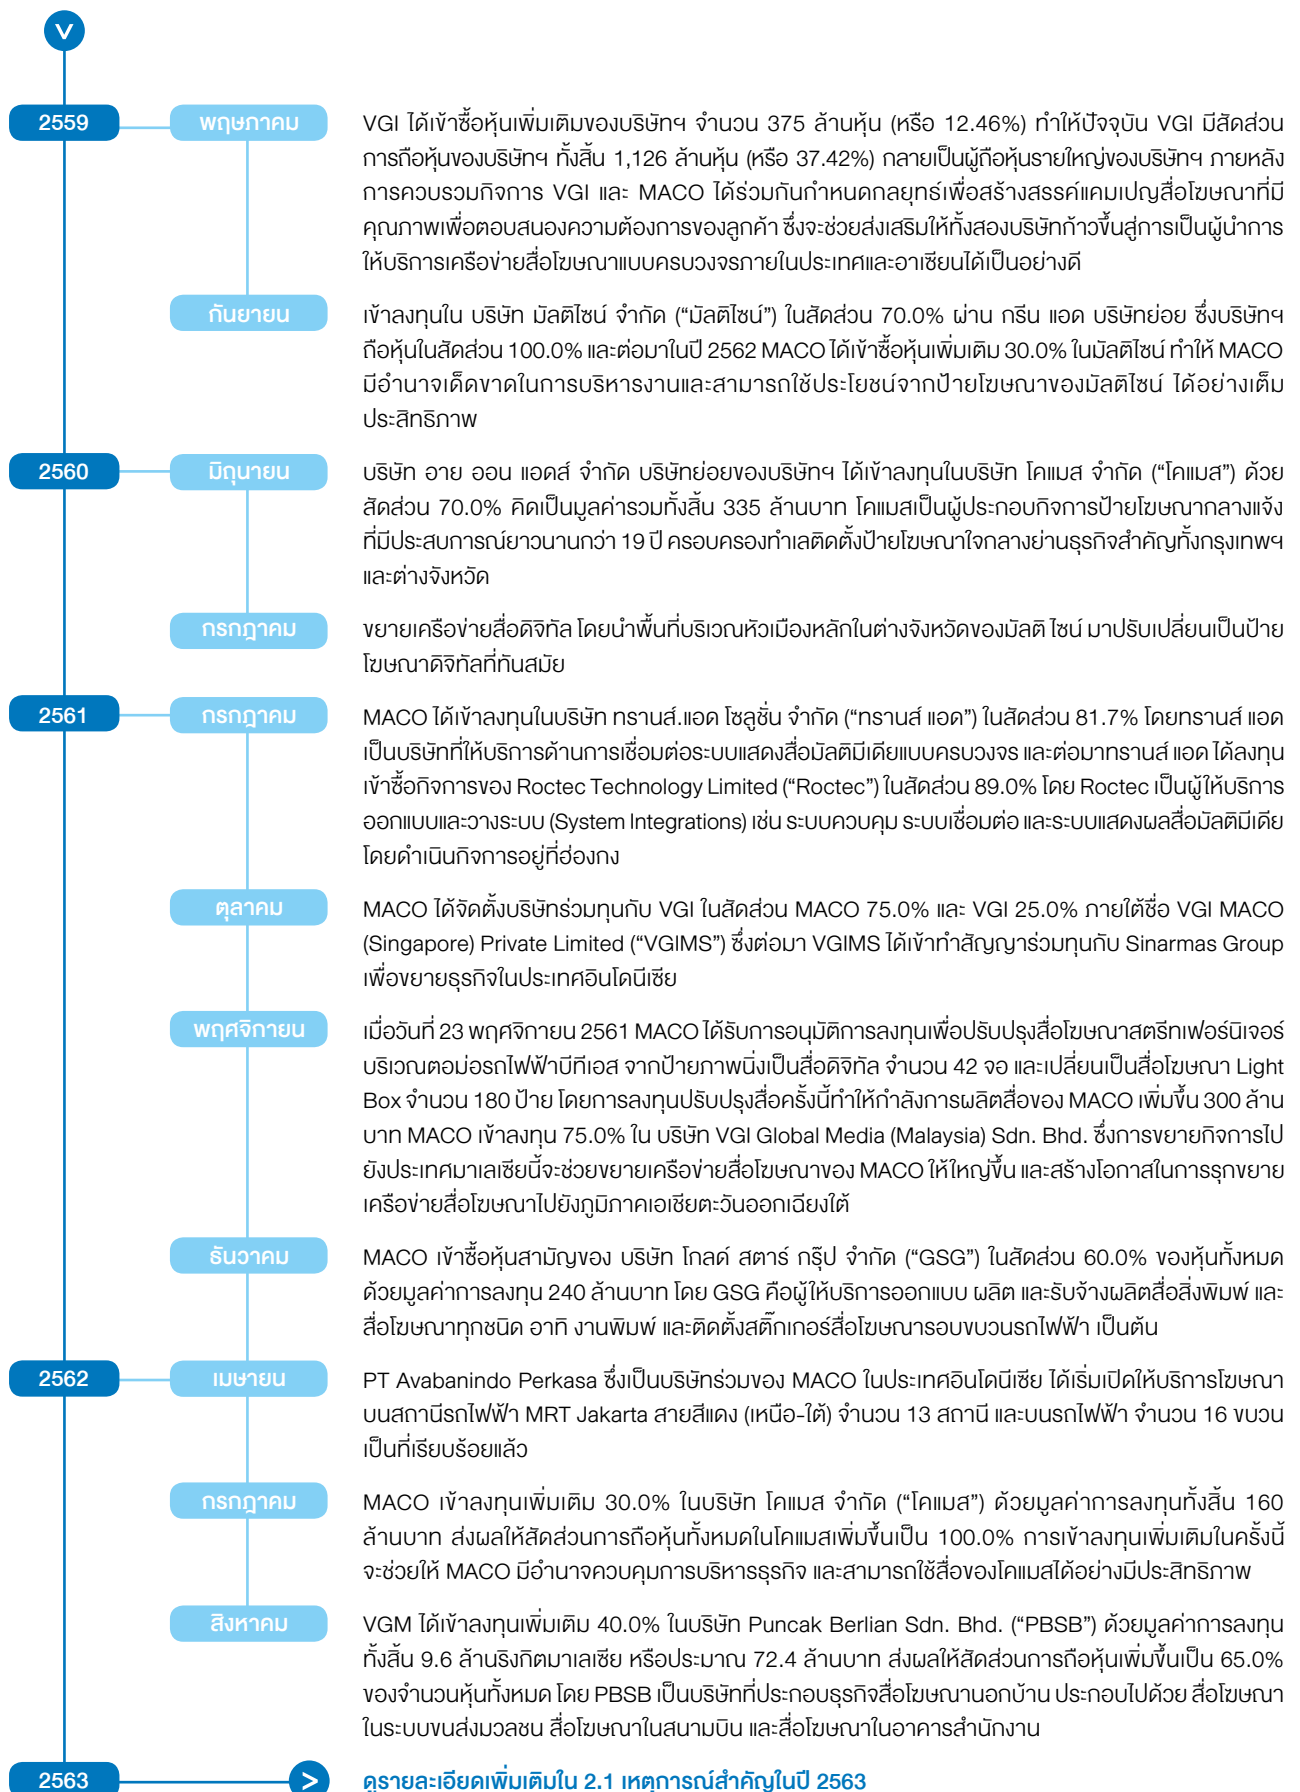 V
2559
พฤษภาคม
VGI ได้เข้าซื้อหุ้นเพิ่มเติมของบริษัทฯ จำนวน 375 ล้านหุ้น (หรือ 12.46%) ทำให้ปัจจุบัน VGI มีสัดส่วน
การถือหุ้นของบริษัทฯ ทั้งสิ้น 1,126 ล้านหุ้น (หรือ 37.42%) กลายเป็นผู้ถือหุ้นรายใหญ่ของบริษัทฯ ภายหลัง
การควบรวมกิจการ VGI และ MACO ได้ร่วมกันกำหนดกลยุทธ์เพื่อสร้างสรรค์แคมเปญสื่อโฆษณาที่มี
คุณภาพเพื่อตอบสนองความต้องการของลูกค้า ซึ่งจะช่วยส่งเสริมให้ทั้งสองบริษัทก้าวขึ้นสู่การเป็นผู้นำการ
ให้บริการเครือข่ายสื่อโฆษณาแบบครบวงจรภายในประเทศและอาเซียนได้เป็นอย่างดี
กันยายน
เข้าลงทุนใน บริษัท มัลติไซน์ จำกัด (“มัลติไซน์”) ในสัดส่วน 70.0% ผ่าน กรีน แอด บริษัทย่อย ซึ่งบริษัทฯ
ถือหุ้นในสัดส่วน 100.0% และต่อมาในปี 2562 MACO ได้เข้าซื้อหุ้นเพิ่มเติม 30.0% ในมัลติไซน์ ทำให้ MACO
มีอำนาจเด็ดขาดในการบริหารงานและสามารถใช้ประโยชน์จากป้ายโฆษณาของมัลติไซน์ ได้อย่างเต็ม
ประสิทธิภาพ
2560
มิถุนายน
บริษัท อาย ออน แอดส์ จำกัด บริษัทย่อยของบริษัทฯ ได้เข้าลงทุนในบริษัท โคแมส จำกัด (“โคแมส”) ด้วย
สัดส่วน 70.0% คิดเป็นมูลค่ารวมทั้งสิ้น 335 ล้านบาท โคแมสเป็นผู้ประกอบกิจการป้ายโฆษณากลางแจ้ง
ที่มีประสบการณ์ยาวนานกว่า 19 ปี ครอบครองทำเลติดตั้งป้ายโฆษณาใจกลางย่านธุรกิจสำคัญทั้งกรุงเทพฯ
และต่างจังหวัด
กรกฎาคม
ขยายเครือข่ายสื่อดิจิทัล โดยนำพื้นที่บริเวณหัวเมืองหลักในต่างจังหวัดของมัลติ ไซน์ มาปรับเปลี่ยนเป็นป้าย
โฆษณาดิจิทัลที่ทันสมัย
2561
กรกฎาคม
MACO ได้เข้าลงทุนในบริษัท ทรานส์.แอด โซลูชั่น จำกัด (“ทรานส์ แอด”) ในสัดส่วน 81.7% โดยทรานส์ แอด
เป็นบริษัทที่ให้บริการด้านการเชื่อมต่อระบบแสดงสื่อมัลติมีเดียแบบครบวงจร และต่อมาทรานส์ แอด ได้ลงทุน
เข้าซื้อกิจการของ Roctec Technology Limited (“Roctec”) ในสัดส่วน 89.0% โดย Roctec เป็นผู้ให้บริการ
ออกแบบและวางระบบ (System Integrations) เช่น ระบบควบคุม ระบบเชื่อมต่อ และระบบแสดงผลสื่อมัลติมีเดีย
โดยดำเนินกิจการอยู่ที่ฮ่องกง
ตุลาคม
MACO ได้จัดตั้งบริษัทร่วมทุนกับ VGI ในสัดส่วน MACO 75.0% และ VGI 25.0% ภายใต้ชื่อ VGI MACO
(Singapore) Private Limited (“VGIMS”) ซึ่งต่อมา VGIMS ได้เข้าทำสัญญาร่วมทุนกับ Sinarmas Group
เพื่อขยายธุรกิจในประเทศอินโดนีเซีย
พฤศจิกายน
เมื่อวันที่ 23 พฤศจิกายน 2561 MACO ได้รับการอนุมัติการลงทุนเพื่อปรับปรุงสื่อโฆษณาสตรีทเฟอร์นิเจอร์
บริเวณตอม่อรถไฟฟ้าบีทีเอส จากป้ายภาพนิ่งเป็นสื่อดิจิทัล จำนวน 42 จอ และเปลี่ยนเป็นสื่อโฆษณา Light
Box จำนวน 180 ป้าย โดยการลงทุนปรับปรุงสื่อครั้งนี้ทำให้กำลังการผลิตสื่อของ MACO เพิ่มขึ้น 300 ล้าน
บาท MACO เข้าลงทุน 75.0% ใน บริษัท VGI Global Media (Malaysia) Sdn. Bhd. ซึ่งการขยายกิจการไป
ยังประเทศมาเลเซียนี้จะช่วยขยายเครือข่ายสื่อโฆษณาของ MACO ให้ใหญ่ขึ้น และสร้างโอกาสในการรุกขยาย
เครือข่ายสื่อโฆษณาไปยังภูมิภาคเอเชียตะวันออกเฉียงใต้
ธันวาคม
MACO เข้าซื้อหุ้นสามัญของ บริษัท โกลด์ สตาร์ กรุ๊ป จำกัด (“GSG”) ในสัดส่วน 60.0% ของหุ้นทั้งหมด
ด้วยมูลค่าการลงทุน 240 ล้านบาท โดย GSG คือผู้ให้บริการออกแบบ ผลิต และรับจ้างผลิตสื่อสิ่งพิมพ์ และ
สื่อโฆษณาทุกชนิด อาทิ งานพิมพ์ และติดตั้งสติ๊กเกอร์สื่อโฆษณารอบขบวนรถไฟฟ้า เป็นต้น
2562
เมษายน
PT Avabanindo Perkasa ซึ่งเป็นบริษัทร่วมของ MACO ในประเทศอินโดนีเซีย ได้เริ่มเปิดให้บริการโฆษณา
บนสถานีรถไฟฟ้า MRT Jakarta สายสีแดง (เหนือ-ใต้) จำนวน 13 สถานี และบนรถไฟฟ้า จำนวน 16 ขบวน
เป็นที่เรียบร้อยแล้ว
กรกฎาคม
MACO เข้าลงทุนเพิ่มเติม 30.0% ในบริษัท โคแมส จำกัด (“โคแมส”) ด้วยมูลค่าการลงทุนทั้งสิ้น 160
ล้านบาท ส่งผลให้สัดส่วนการถือหุ้นทั้งหมดในโคแมสเพิ่มขึ้นเป็น 100.0% การเข้าลงทุนเพิ่มเติมในครั้งนี้
จะช่วยให้ MACO มีอำนาจควบคุมการบริหารธุรกิจ และสามารถใช้สื่อของโคแมสได้อย่างมีประสิทธิภาพ
สิงหาคม
VGM ได้เข้าลงทุนเพิ่มเติม 40.0% ในบริษัท Puncak Berlian Sdn. Bhd. (“PBSB”) ด้วยมูลค่าการลงทุน
ทั้งสิ้น 9.6 ล้านริงกิตมาเลเซีย หรือประมาณ 72.4 ล้านบาท ส่งผลให้สัดส่วนการถือหุ้นเพิ่มขึ้นเป็น 65.0%
ของจำนวนหุ้นทั้งหมด โดย PBSB เป็นบริษัทที่ประกอบธุรกิจสื่อโฆษณานอกบ้าน ประกอบไปด้วย สื่อโฆษณา
ในระบบขนส่งมวลชน สื่อโฆษณาในสนามบิน และสื่อโฆษณาในอาคารสำนักงาน
2563
>
ดูรายละเอียดเพิ่มเติมใน 2.1 เหตุการณ์สำคัญในปี 2563